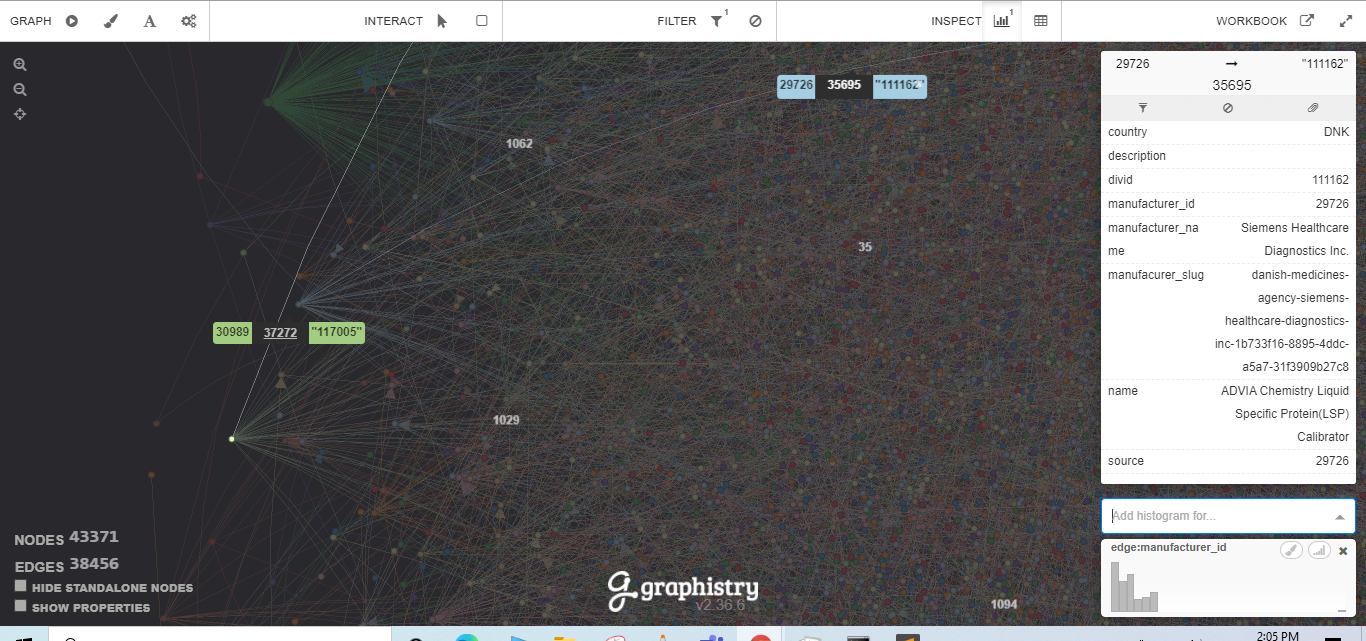 GRAPH A INTERACT FILTER 1 INSPECT 1 WORKBOOK
29726 → "111162"
35695
29726 35695 "111162"
country DNK
description
divid 111162
manufacturer_id 29726
manufacturer_na Siemens Healthcare
me Diagnostics Inc.
manufacurer_slug danish-medicines-
agency-siemens-
healthcare-diagnostics-
inc-1b733f16-8895-4ddc-
a5a7-31f3909b27c8
name ADVIA Chemistry Liquid
Specific Protein(LSP)
Calibrator
source 29726
1062
35
30989 37272 "117005"
1029
Add histogram for...
edge:manufacturer_id
NODES 43371
EDGES 38456
HIDE STANDALONE NODES
SHOW PROPERTIES
graphistry
v2.36.6
1094
2:05 PM